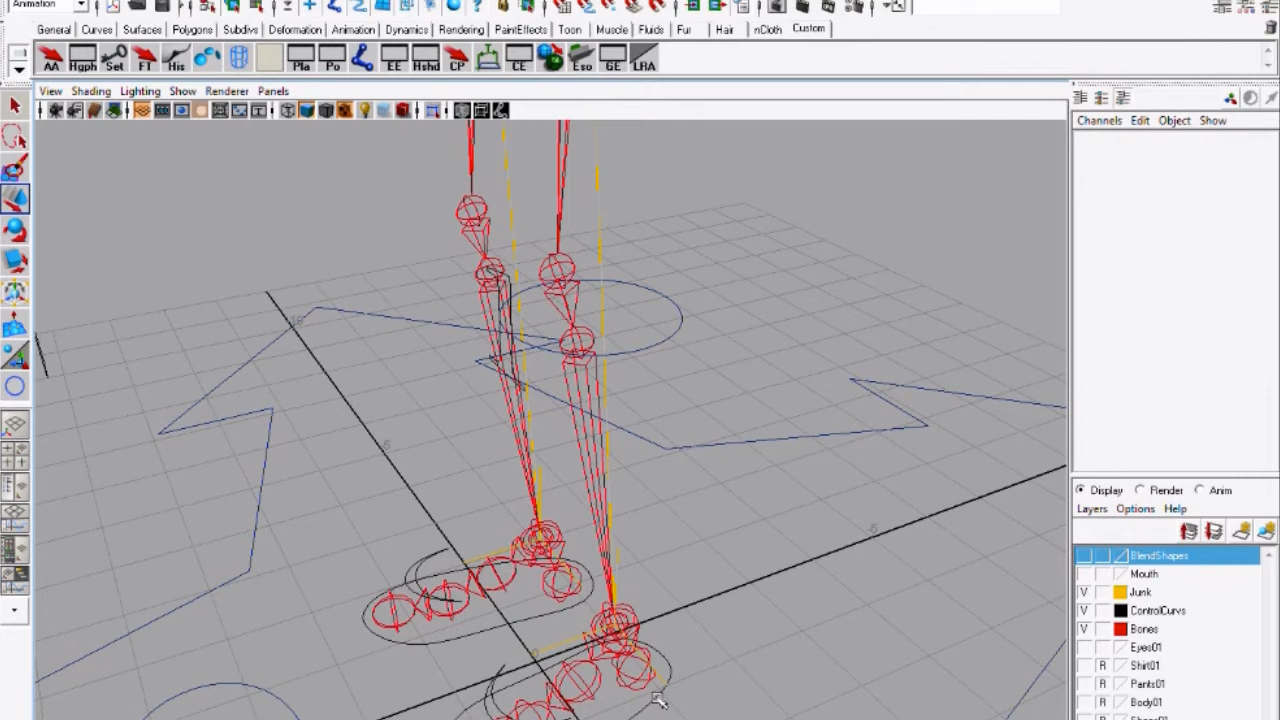 Animation
General Curves Surfaces Polygons Subdivs Deformation Animation Dynamics Rendering PaintEffects Toon Muscle Fluids Fur Hair nCloth Custom
AA Hgph Set FT His Pla Po EE Hshd CP CE Eso GE LRA
View Shading Lighting Show Renderer Panels
Channels Edit Object Show
Display Render Anim
Layers Options Help
BlendShapes
Mouth
V Junk
V ControlCurvs
V Bones
Eyes01
R Shirt01
R Pants01
R Body01